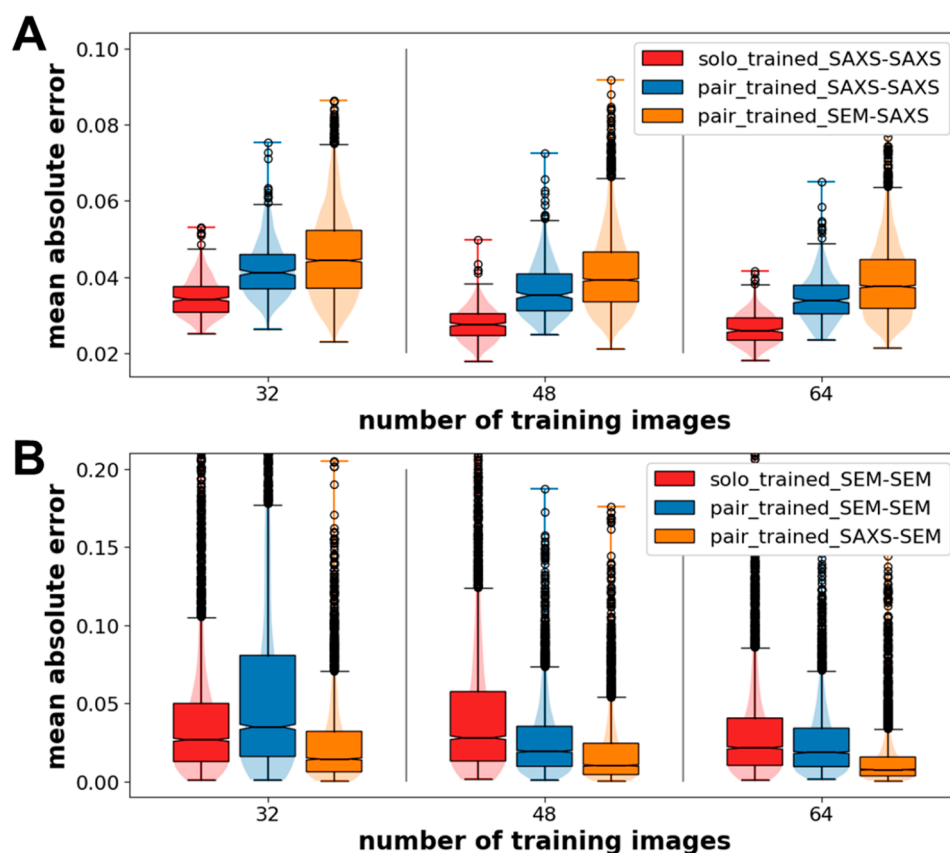 A
mean absolute error
0.10
0.08
0.06
0.04
0.02
solo_trained_SAXS-SAXS
pair_trained_SAXS-SAXS
pair_trained_SEM-SAXS
32
48
64
number of training images
B
mean absolute error
0.20
0.15
0.10
0.05
0.00
solo_trained_SEM-SEM
pair_trained_SEM-SEM
pair_trained_SAXS-SEM
32
48
64
number of training images